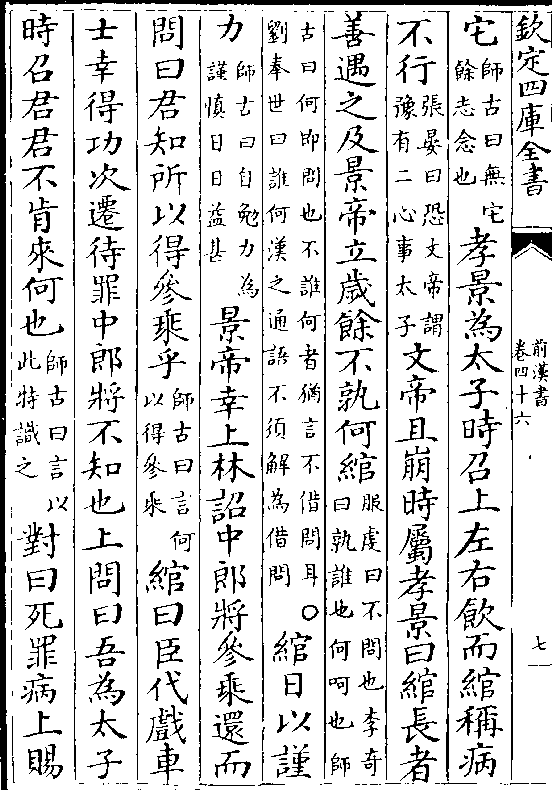 欽定四庫全書
前漢書
卷四十六
七
宅師古曰無宅
餘志念也孝景為太子時召上左右飲而綰稱病
不行張晏曰恐文帝謂
豫有二心事太子文帝且崩時屬孝景曰綰長者
善遇之及景帝立歲餘不孰何綰服虔曰不問也李奇
曰孰誰也何呵也師
古曰何即問也不誰何者猶言不借問耳○
劉奉世曰誰何漢之通語不須解為借問綰日以謹
力師古曰自勉力為
謹慎日日益甚景帝幸上林詔中郎將參乘還而
問曰君知所以得參乘乎師古曰言何
以得參乘綰曰臣代戲車
士幸得功次遷待罪中郎將不知也上問曰吾為太子
時召君君不肯來何也師古曰言以
此特識之對曰死罪病上賜